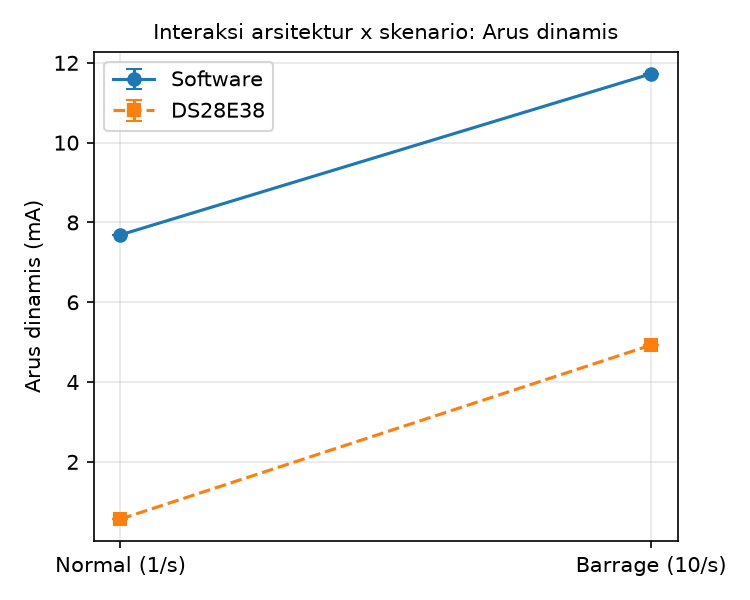 Interaksi arsitektur x skenario: Arus dinamis
Software
DS28E38
Arus dinamis (mA)
12
10
8
6
4
2
Normal (1/s)
Barrage (10/s)